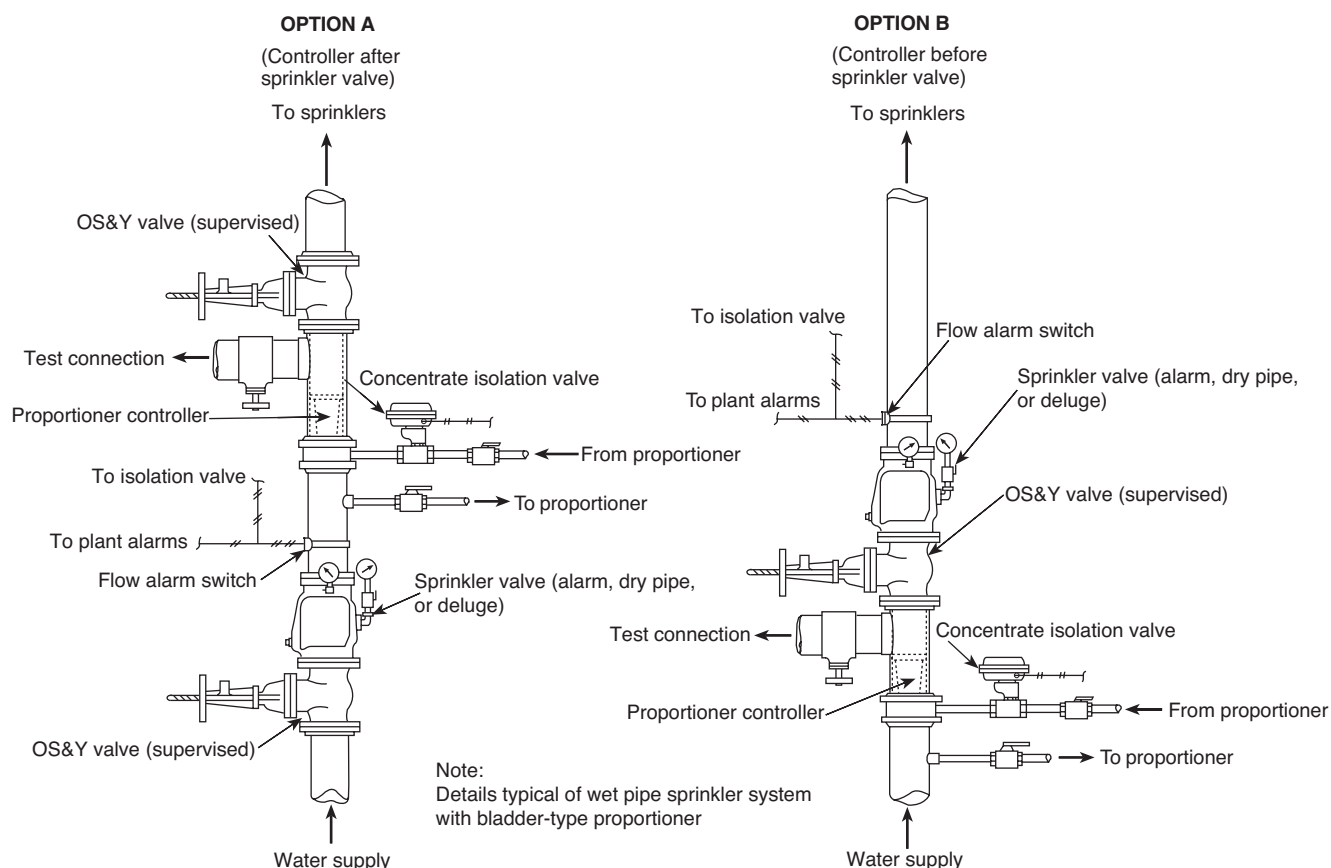 OPTION A
(Controller after
sprinkler valve)
To sprinklers
OS&Y valve (supervised)
Test connection
Concentrate isolation valve
Proportioner controller
From proportioner
To isolation valve
To proportioner
To plant alarms
Flow alarm switch
Sprinkler valve (alarm, dry pipe,
or deluge)
OS&Y valve (supervised)
Water supply
Note:
Details typical of wet pipe sprinkler system
with bladder-type proportioner
OPTION B
(Controller before
sprinkler valve)
To sprinklers
To isolation valve
Flow alarm switch
Sprinkler valve (alarm, dry pipe,
or deluge)
To plant alarms
OS&Y valve (supervised)
Test connection
Concentrate isolation valve
Proportioner controller
From proportioner
To proportioner
Water supply